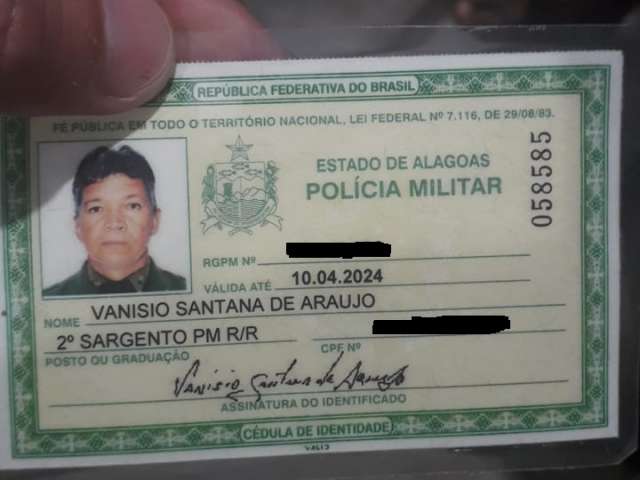 REPÚBLICA FEDERATIVA DO BRASIL
FÉ PÚBLICA EM TODO O TERRITÓRIO NACIONAL, LEI FEDERAL Nº 7.116, DE 29/08/83.
ESTADO DE ALAGOAS
POLÍCIA MILITAR
058585
RGPM Nº
VÁLIDA ATÉ 10.04.2024
NOME VANISIO SANTANA DE ARAUJO
2º SARGENTO PM R/R
POSTO OU GRADUAÇÃO
CPF Nº
Vanisio Santana de Araujo
ASSINATURA DO IDENTIFICADO
CÉDULA DE IDENTIDADE